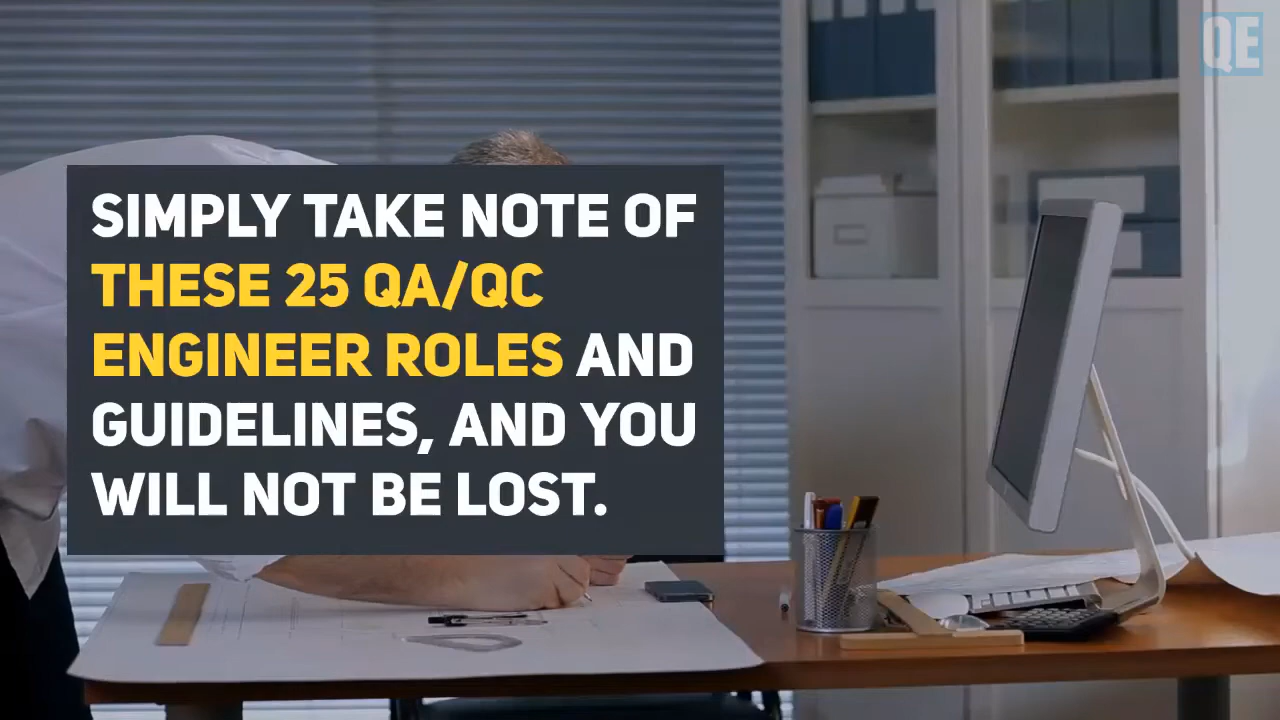 QE
SIMPLY TAKE NOTE OF
THESE 25 QA/QC
ENGINEER ROLES AND
GUIDELINES, AND YOU
WILL NOT BE LOST.